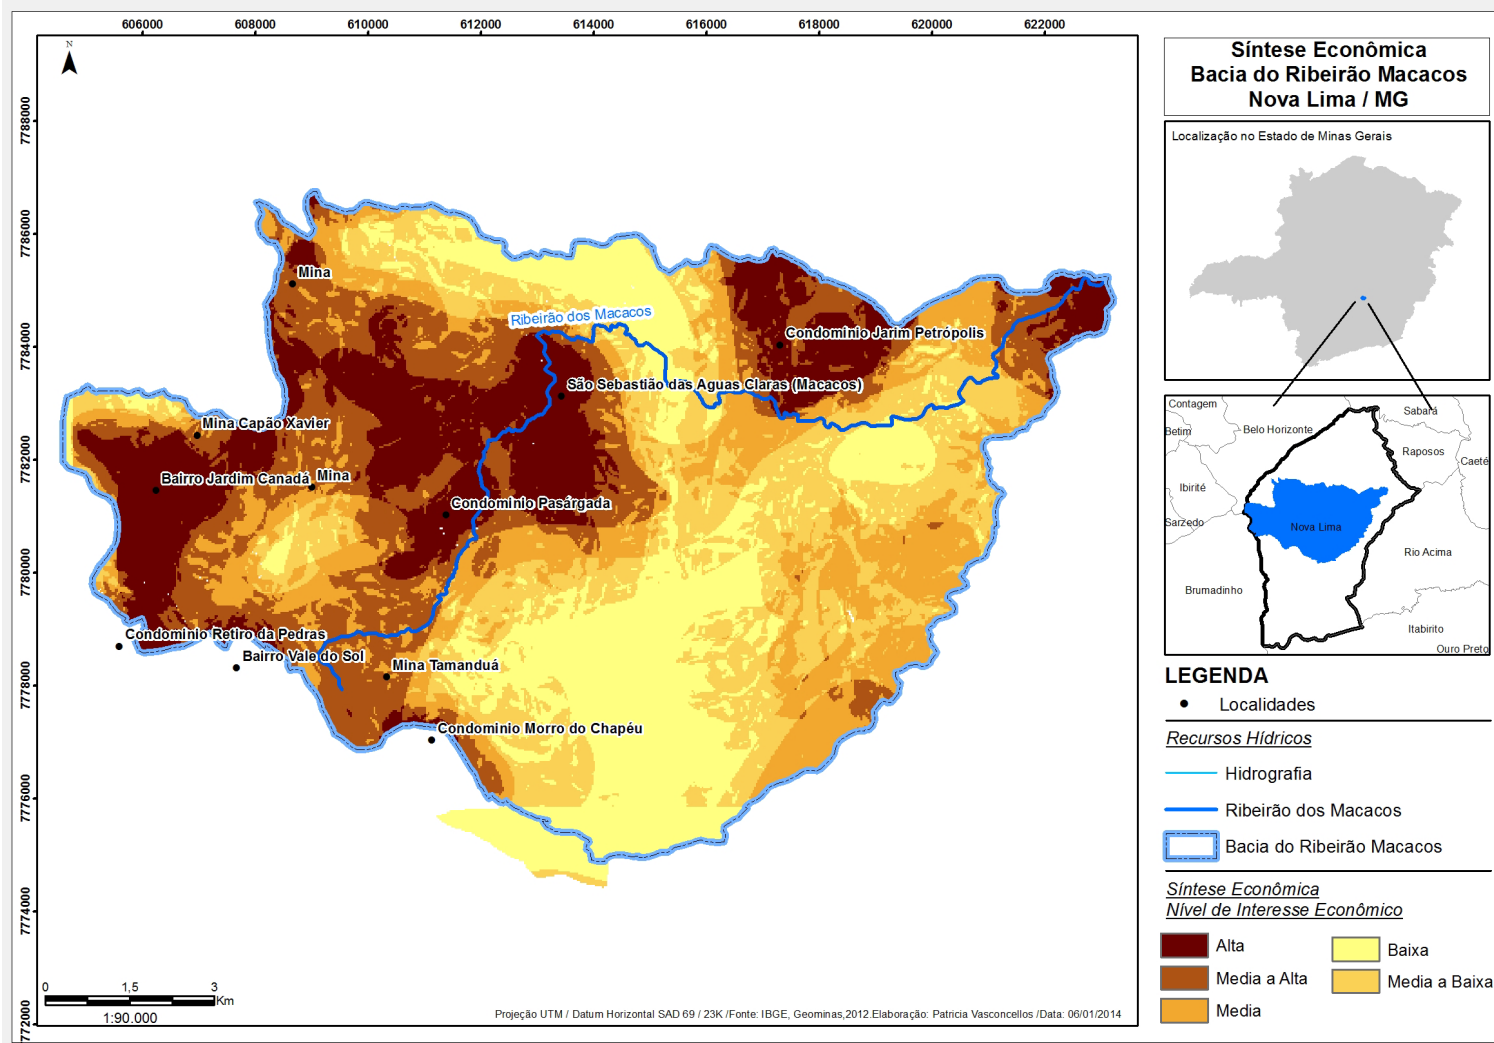 606000 608000 610000 612000 614000 616000 618000 620000 622000
Síntese Econômica
Bacia do Ribeirão Macacos
Nova Lima / MG
N
7788000
7786000
7784000
7782000
7780000
7778000
7776000
7774000
772000
Mina
Ribeirão dos Macacos
Condominio Jarim Petrópolis
São Sebastião das Aguas Claras (Macacos)
Mina Capão Xavier
Bairro Jardim Canadá
Mina
Condominio Pasárgada
Condominio Retiro da Pedras
Bairro Vale do Sol
Mina Tamanduá
Condominio Morro do Chapéu
0 1,5 3
Km
1:90.000
Projeção UTM / Datum Horizontal SAD 69 / 23K /Fonte: IBGE, Geominas,2012.Elaboração: Patricia Vasconcellos /Data: 06/01/2014
Localização no Estado de Minas Gerais
Contagem
Sabará
Betim
Belo Horizonte
Raposos
Caeté
Ibirité
Sarzedo
Nova Lima
Rio Acima
Brumadinho
Itabirito
Ouro Preto
LEGENDA
Localidades
Recursos Hídricos
Hidrografia
Ribeirão dos Macacos
Bacia do Ribeirão Macacos
Síntese Econômica
Nível de Interesse Econômico
Alta
Baixa
Media a Alta
Media a Baixa
Media